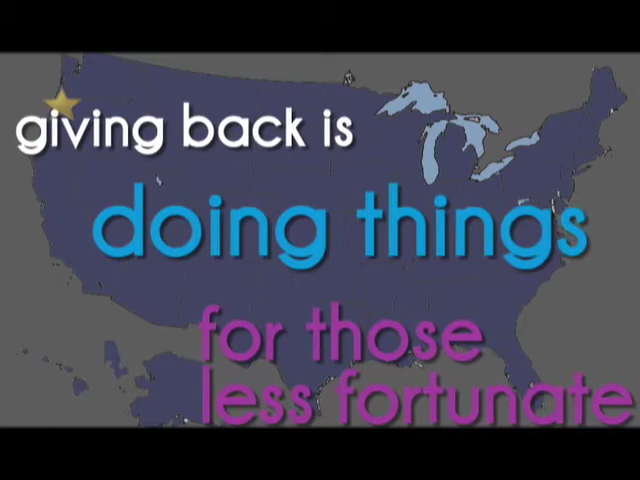 giving back is
doing things
for those
less fortunate